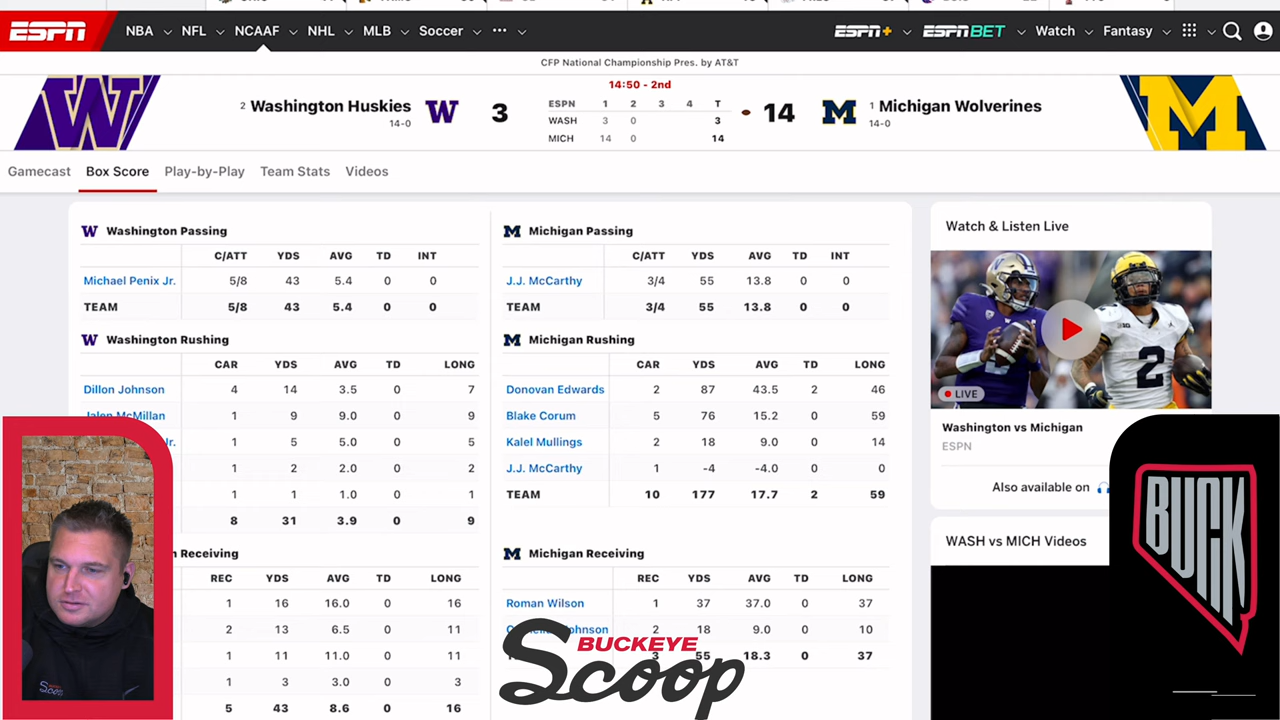 ESPN NBA NFL NCAAF NHL MLB Soccer ESPN+ ESPN BET Watch Fantasy
CFP National Championship Pres. by AT&T
14:50 - 2nd
2 Washington Huskies W 3 M 14 1 Michigan Wolverines
14-0 14-0
ESPN 1 2 3 4 T
WASH 3 0 3
MICH 14 0 14
Gamecast Box Score Play-by-Play Team Stats Videos
Washington Passing
C/ATT YDS AVG TD INT
Michael Penix Jr. 5/8 43 5.4 0 0
TEAM 5/8 43 5.4 0 0
Washington Rushing
CAR YDS AVG TD LONG
Dillon Johnson 4 14 3.5 0 7
Jalen McMillan 1 9 9.0 0 9
Jr. 1 5 5.0 0 5
1 2 2.0 0 2
1 1 1.0 0 1
8 31 3.9 0 9
Receiving
REC YDS AVG TD LONG
1 16 16.0 0 16
2 13 6.5 0 11
1 11 11.0 0 11
1 3 3.0 0 3
5 43 8.6 0 16
Michigan Passing
C/ATT YDS AVG TD INT
J.J. McCarthy 3/4 55 13.8 0 0
TEAM 3/4 55 13.8 0 0
Michigan Rushing
CAR YDS AVG TD LONG
Donovan Edwards 2 87 43.5 2 46
Blake Corum 5 76 15.2 0 59
Kalel Mullings 2 18 9.0 0 14
J.J. McCarthy 1 -4 -4.0 0 0
TEAM 10 177 17.7 2 59
Michigan Receiving
REC YDS AVG TD LONG
Roman Wilson 1 37 37.0 0 37
Johnson 2 18 9.0 0 10
3 55 18.3 0 37
Watch & Listen Live
2
LIVE
Washington vs Michigan
ESPN
Also available on
WASH vs MICH Videos
BUCK
BUCKEYE
Scoop